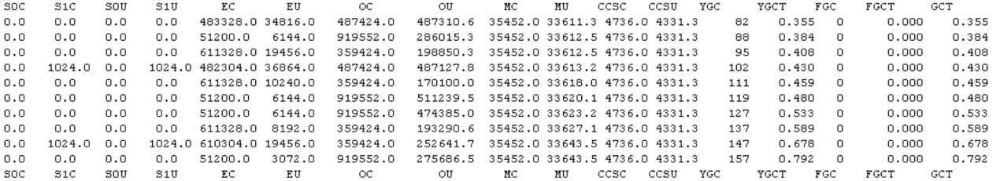 S0C S1C S0U S1U EC EU OC OU MC MU CCSC CCSU YGC YGCT FGC FGCT GCT
0.0 0.0 0.0 0.0 483328.0 34816.0 487424.0 487310.6 35452.0 33611.3 4736.0 4331.3 82 0.355 0 0.000 0.355
0.0 0.0 0.0 0.0 51200.0 6144.0 919552.0 286015.3 35452.0 33612.5 4736.0 4331.3 88 0.384 0 0.000 0.384
0.0 0.0 0.0 0.0 611328.0 19456.0 359424.0 198850.3 35452.0 33612.5 4736.0 4331.3 95 0.408 0 0.000 0.408
0.0 1024.0 0.0 1024.0 482304.0 36864.0 487424.0 487127.8 35452.0 33613.2 4736.0 4331.3 102 0.430 0 0.000 0.430
0.0 0.0 0.0 0.0 611328.0 10240.0 359424.0 170100.0 35452.0 33618.0 4736.0 4331.3 111 0.459 0 0.000 0.459
0.0 0.0 0.0 0.0 51200.0 6144.0 919552.0 511239.5 35452.0 33620.1 4736.0 4331.3 119 0.480 0 0.000 0.480
0.0 0.0 0.0 0.0 51200.0 6144.0 919552.0 474385.0 35452.0 33623.2 4736.0 4331.3 127 0.533 0 0.000 0.533
0.0 0.0 0.0 0.0 611328.0 8192.0 359424.0 193290.6 35452.0 33627.1 4736.0 4331.3 137 0.589 0 0.000 0.589
0.0 1024.0 0.0 1024.0 610304.0 19456.0 359424.0 252641.7 35452.0 33643.5 4736.0 4331.3 147 0.678 0 0.000 0.678
0.0 0.0 0.0 0.0 51200.0 3072.0 919552.0 275686.5 35452.0 33643.5 4736.0 4331.3 157 0.792 0 0.000 0.792
S0C S1C S0U S1U EC EU OC OU MC MU CCSC CCSU YGC YGCT FGC FGCT GCT